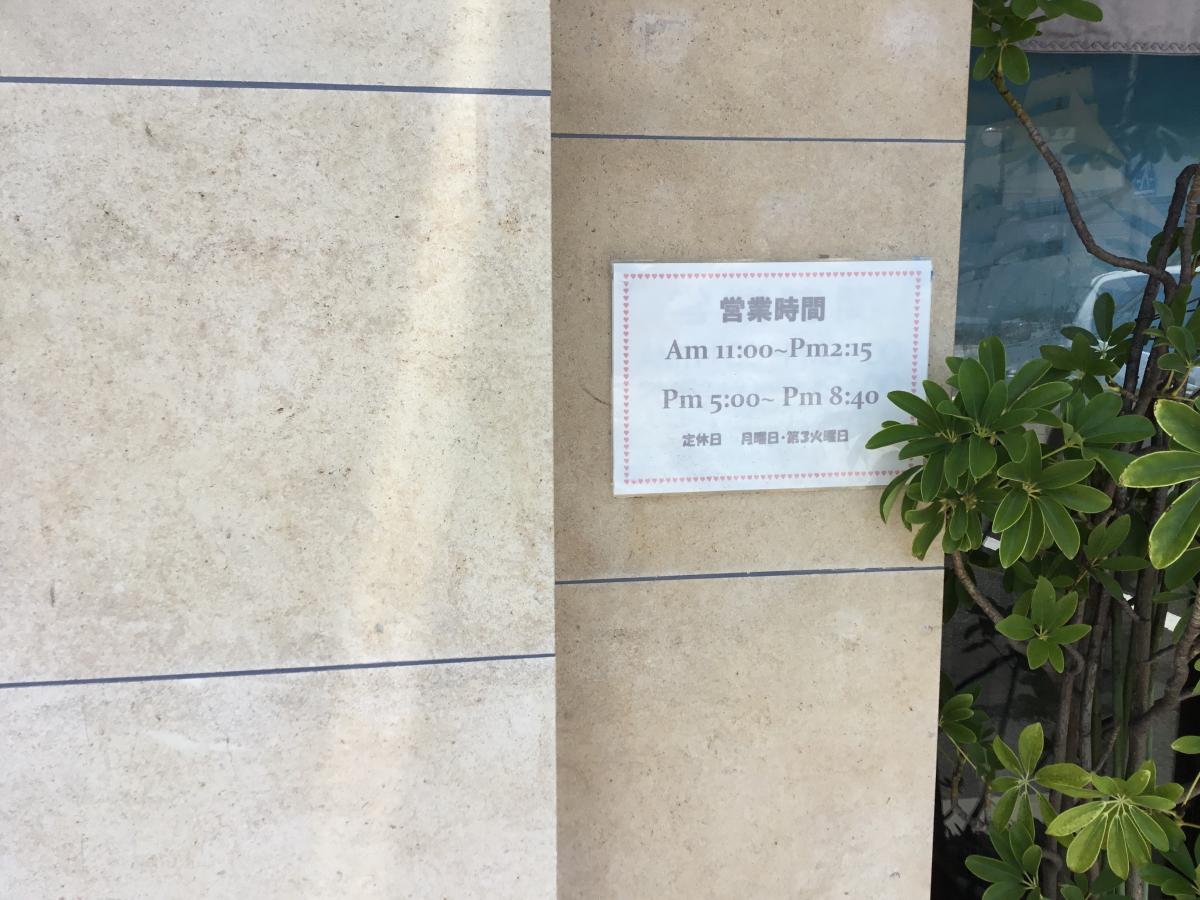 営業時間
Am 11:00~Pm2:15
Pm 5:00~ Pm 8:40
定休日 月曜日・第3火曜日